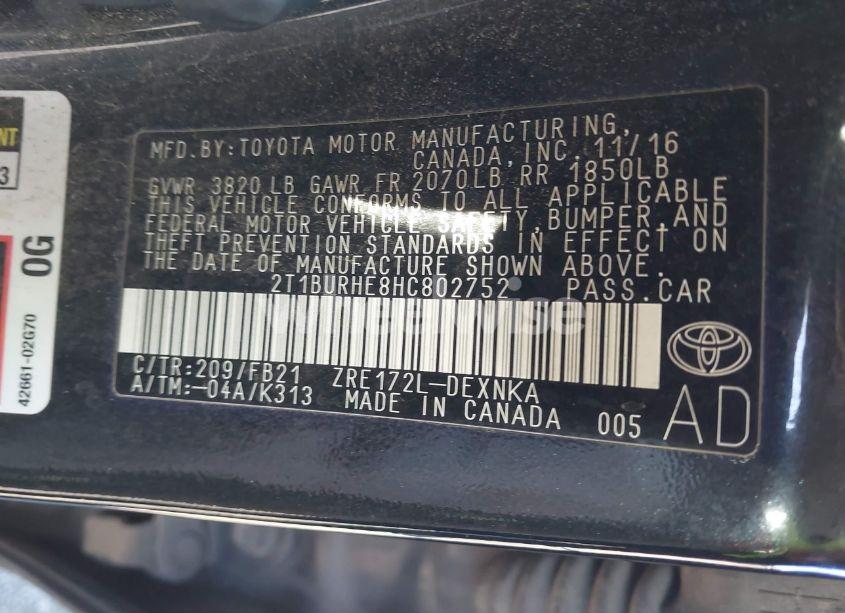 MFD.BY:TOYOTA MOTOR MANUFACTURING,
CANADA, INC. 11/16
GVWR 3820 LB GAWR FR 2070LB RR 1850LB
THIS VEHICLE CONFORMS TO ALL APPLICABLE
FEDERAL MOTOR VEHICLE SAFETY, BUMPER, AND
THEFT PREVENTION STANDARDS IN EFFECT ON
THE DATE OF MANUFACTURE SHOWN ABOVE.
2T1BURHE8HC802752 PASS.CAR
C/TR:209/FB21 ZRE172L-DEXNKA
A/TM:-04A/K313 MADE IN CANADA 005 AD
NT
3
0G
42661-02G70